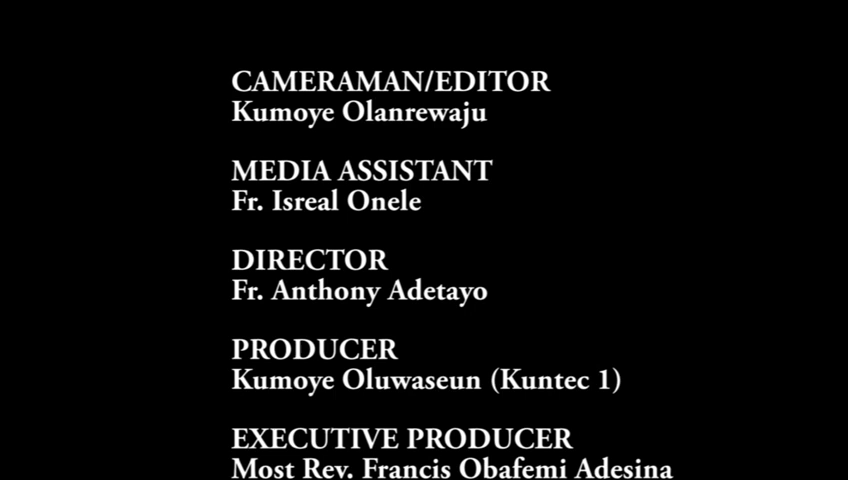 CAMERAMAN/EDITOR
Kumoye Olanrewaju
MEDIA ASSISTANT
Fr. Isreal Onele
DIRECTOR
Fr. Anthony Adetayo
PRODUCER
Kumoye Oluwaseun (Kuntec 1)
EXECUTIVE PRODUCER
Most Rev. Francis Obafemi Adesina